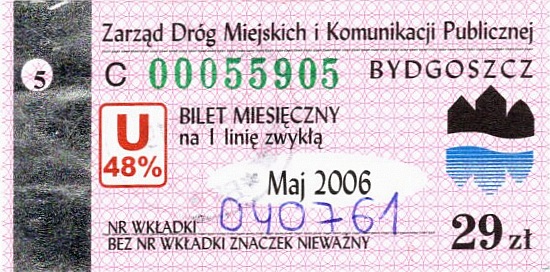 Zarząd Dróg Miejskich i Komunikacji Publicznej
5
C 00055905 BYDGOSZCZ
U
48%
BILET MIESIĘCZNY
na I linię zwykłą
Maj 2006
NR WKŁADKI 040761
BEZ NR WKŁADKI ZNACZEK NIEWAŻNY
29 zł